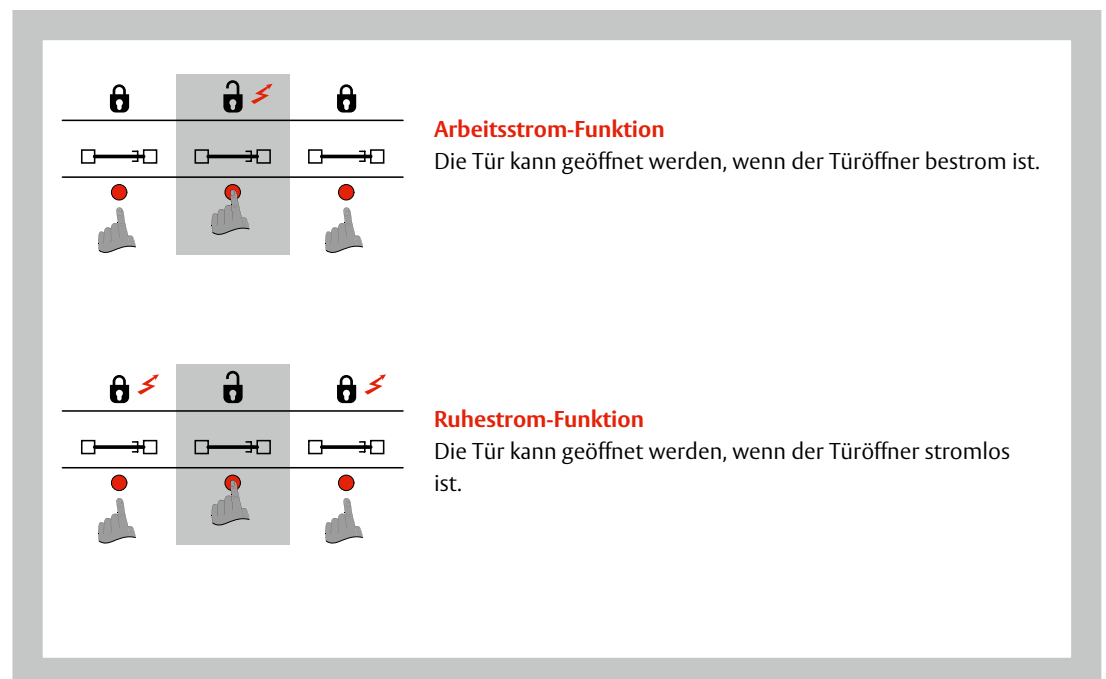 Arbeitsstrom-Funktion
Die Tür kann geöffnet werden, wenn der Türöffner bestrom ist.
Ruhestrom-Funktion
Die Tür kann geöffnet werden, wenn der Türöffner stromlos
ist.